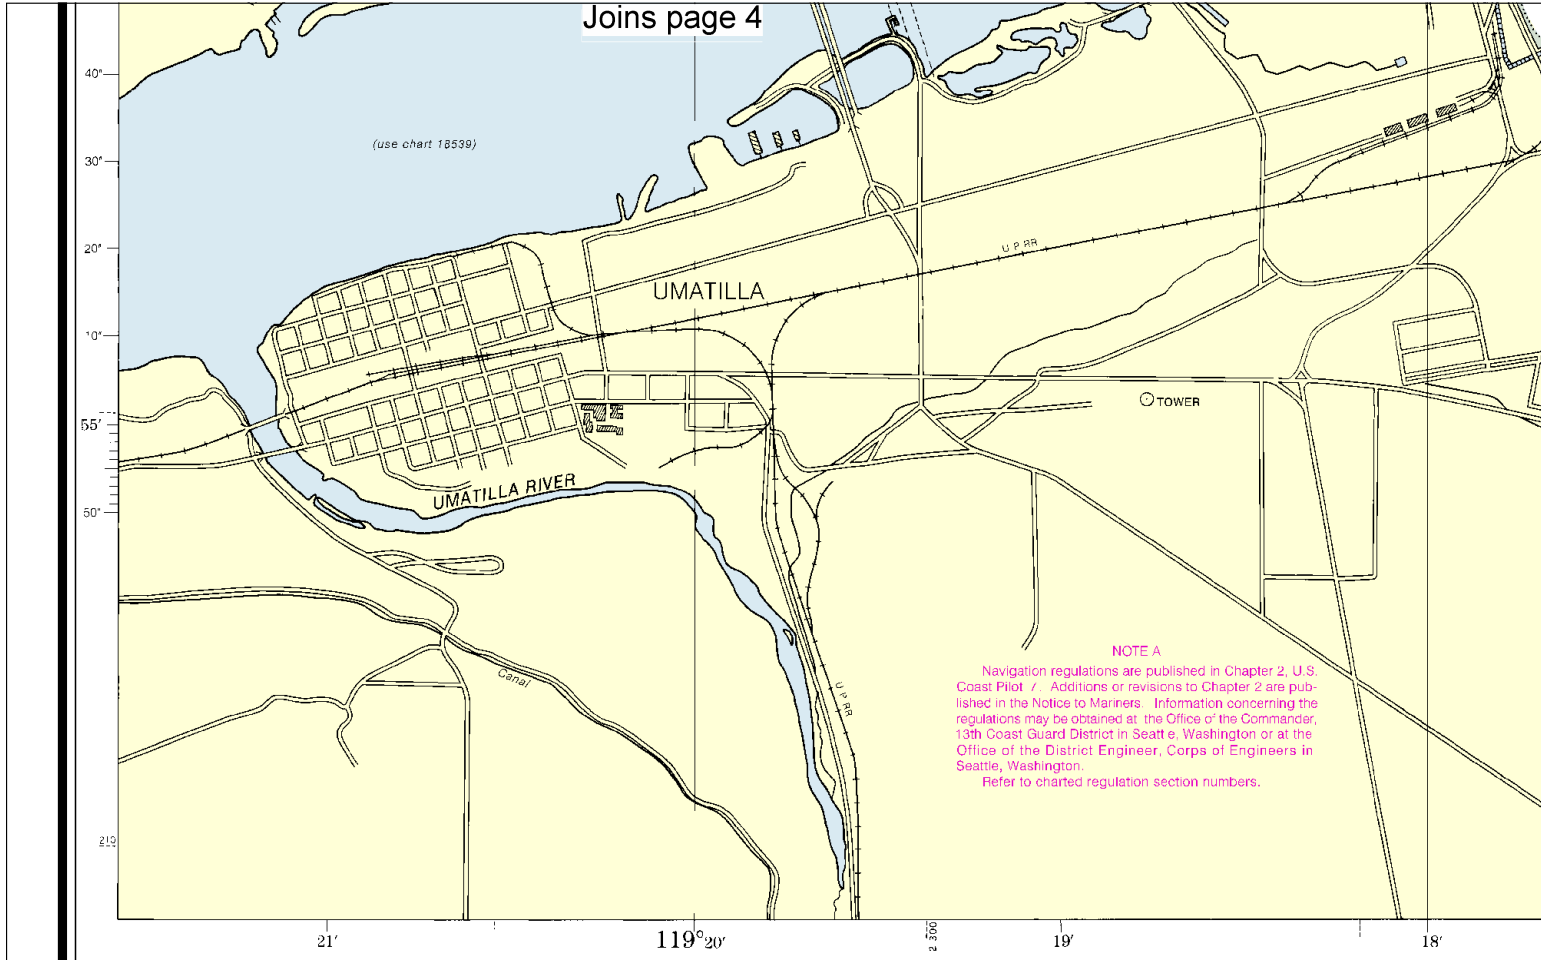 Joins page 4
40"
(use chart 18539)
30"
20"
U P RR
UMATILLA
10"
TOWER
55'
UMATILLA RIVER
50"
NOTE A
Navigation regulations are published in Chapter 2, U.S.
Coast Pilot 7. Additions or revisions to Chapter 2 are pub-
lished in the Notice to Mariners. Information concerning the
regulations may be obtained at the Office of the Commander,
13th Coast Guard District in Seatt e, Washington or at the
Office of the District Engineer, Corps of Engineers in
Seattle, Washington.
Refer to charted regulation section numbers.
Canal
U P RR
21'
119° 20'
19'
18'